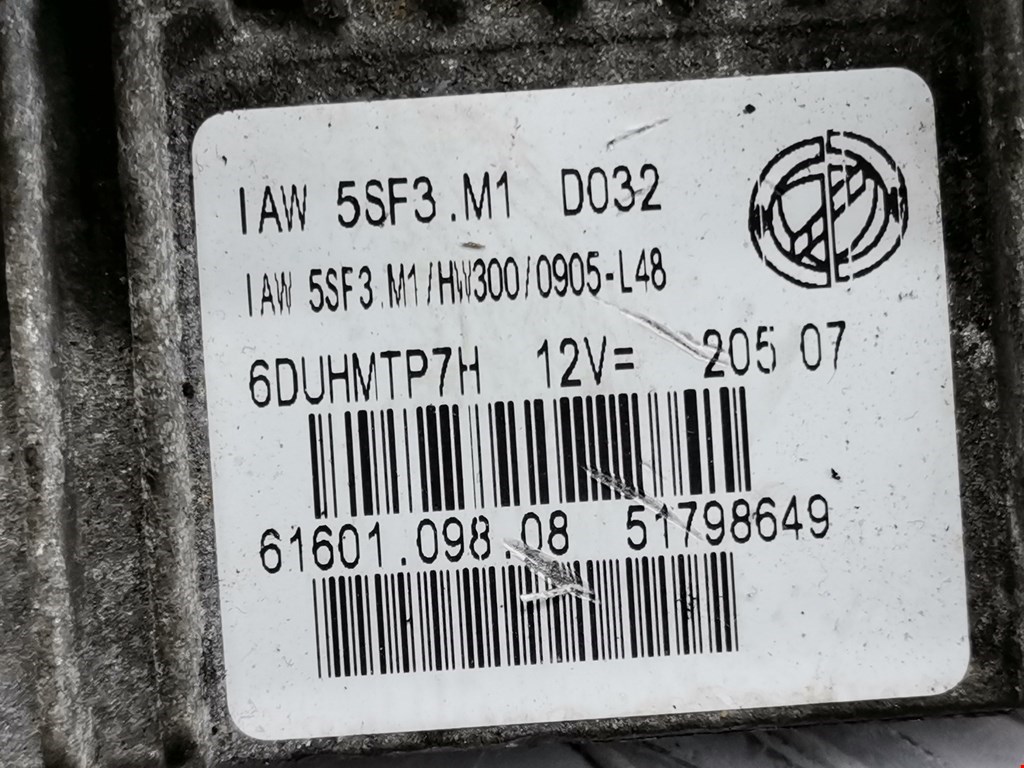 IAW 5SF3.M1 D032
IAW 5SF3.M1/HW300/0905-L48
6DUHMTP7H 12V= 205 07
61601.098.08 51798649